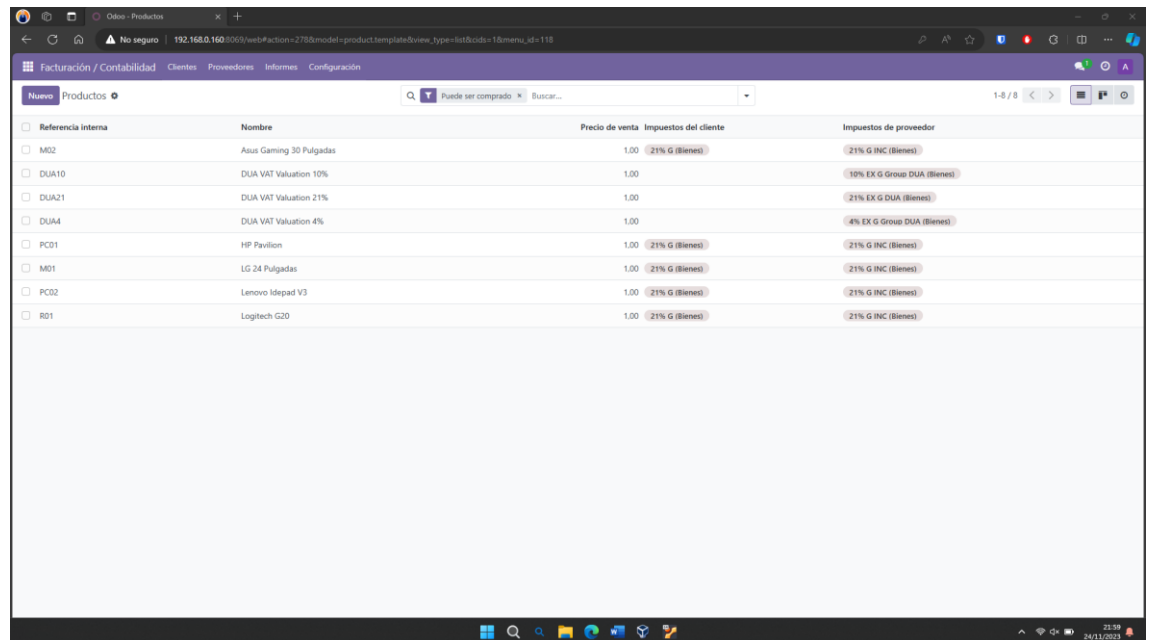 Odoo - Productos
No seguro 192.168.0.160:8069/web#action=278&model=product.template&view_type=list&cids=1&menu_id=118
Facturación / Contabilidad Clientes Proveedores Informes Configuración 1 A
Nuevo Productos Puede ser comprado × Buscar... 1-8 / 8
Referencia interna Nombre Precio de venta Impuestos del cliente Impuestos de proveedor
M02 Asus Gaming 30 Pulgadas 1,00 21% G (Bienes) 21% G INC (Bienes)
DUA10 DUA VAT Valuation 10% 1,00 10% EX G Group DUA (Bienes)
DUA21 DUA VAT Valuation 21% 1,00 21% EX G DUA (Bienes)
DUA4 DUA VAT Valuation 4% 1,00 4% EX G Group DUA (Bienes)
PC01 HP Pavilion 1,00 21% G (Bienes) 21% G INC (Bienes)
M01 LG 24 Pulgadas 1,00 21% G (Bienes) 21% G INC (Bienes)
PC02 Lenovo Idepad V3 1,00 21% G (Bienes) 21% G INC (Bienes)
R01 Logitech G20 1,00 21% G (Bienes) 21% G INC (Bienes)
21:59
24/11/2023